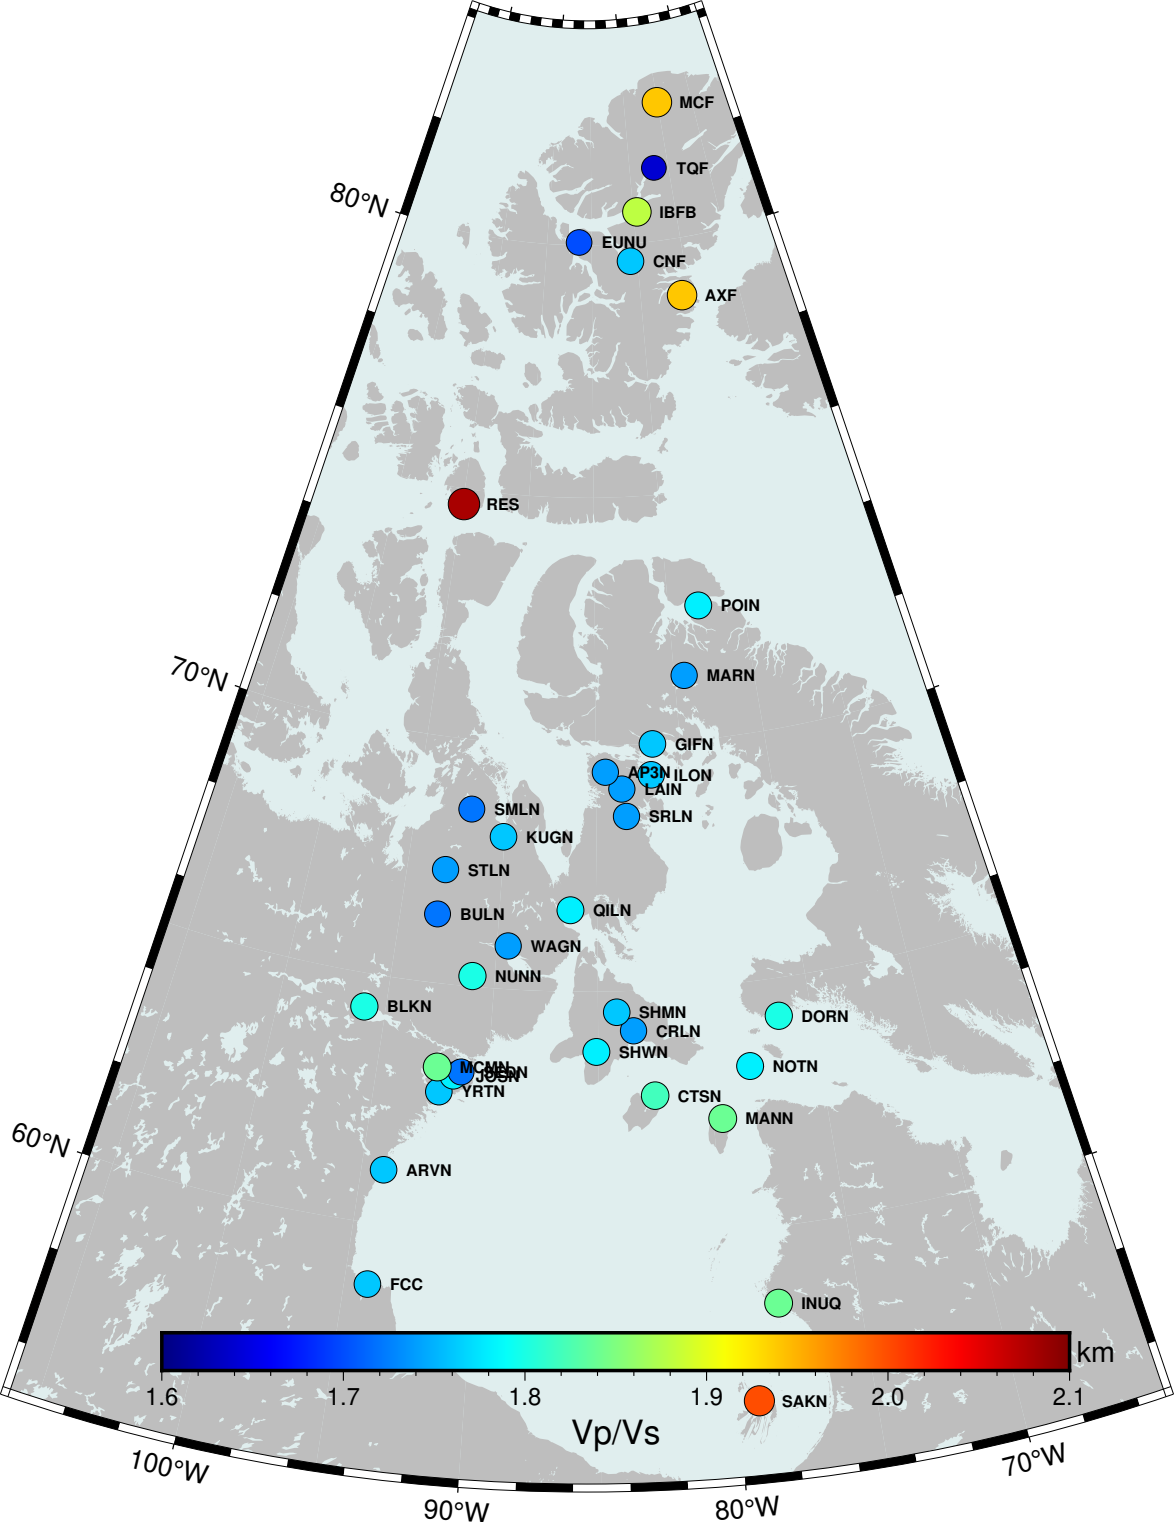 MCF
TQF
80°N
IBFB
EUNU
CNF
AXF
RES
POIN
70°N
MARN
GIFN
AP3N
ILON
LAIN
SMLN
SRLN
KUGN
STLN
QILN
BULN
WAGN
NUNN
BLKN
SHMN
DORN
CRLN
SHWN
MCMN
NOTN
JOSN
YRTN
CTSN
MANN
60°N
ARVN
FCC
INUQ
km
1.6 1.7 1.8 1.9 2.0 2.1
SAKN
Vp/Vs
100°W
90°W
80°W
70°W